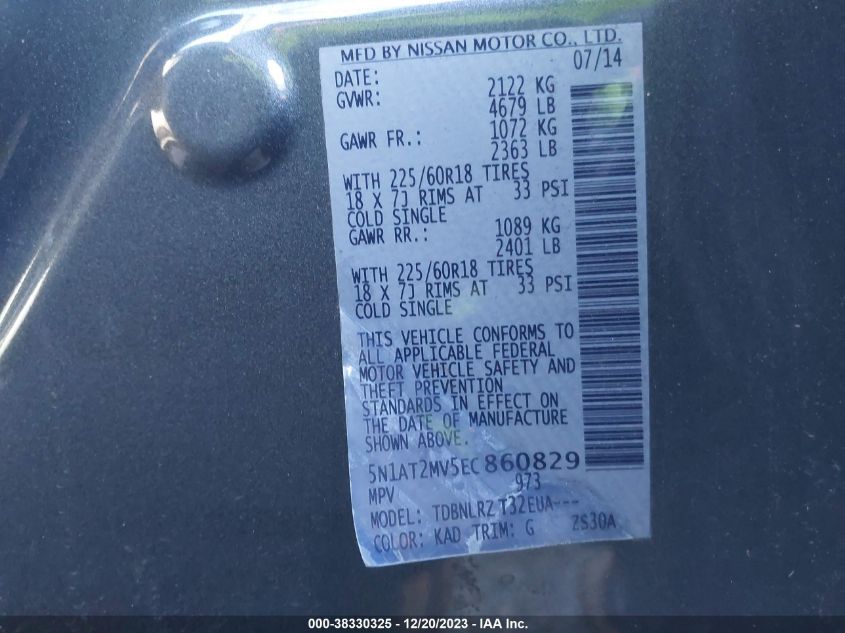 MFD BY NISSAN MOTOR CO., LTD.
DATE: 07/14
GVWR: 2122 KG
4679 LB
GAWR FR.: 1072 KG
2363 LB
WITH 225/60R18 TIRES
18 X 7J RIMS AT 33 PSI
COLD SINGLE
GAWR RR.: 1089 KG
2401 LB
WITH 225/60R18 TIRES
18 X 7J RIMS AT 33 PSI
COLD SINGLE
THIS VEHICLE CONFORMS TO
ALL APPLICABLE FEDERAL
MOTOR VEHICLE SAFETY AND
THEFT PREVENTION
STANDARDS IN EFFECT ON
THE DATE OF MANUFACTURE
SHOWN ABOVE.
5N1AT2MV5EC860829
MPV 973
MODEL: TDBNLRZ T32EUA---
COLOR: KAD TRIM: G ZS30A
000-38330325 - 12/20/2023 - IAA Inc.